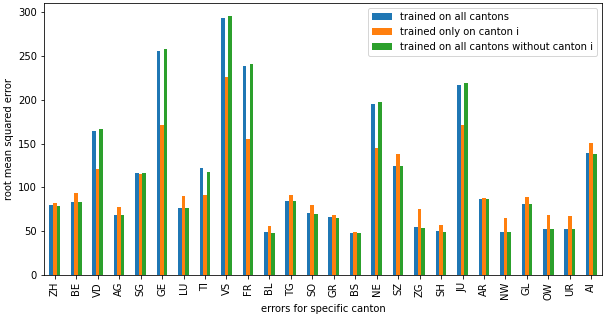 trained on all cantons
trained only on canton i
trained on all cantons without canton i
root mean squared error
300
250
200
150
100
50
0
ZH BE VD AG SG GE LU TI VS FR BL TG SO GR BS NE SZ ZG SH JU AR NW GL OW UR AI
errors for specific canton